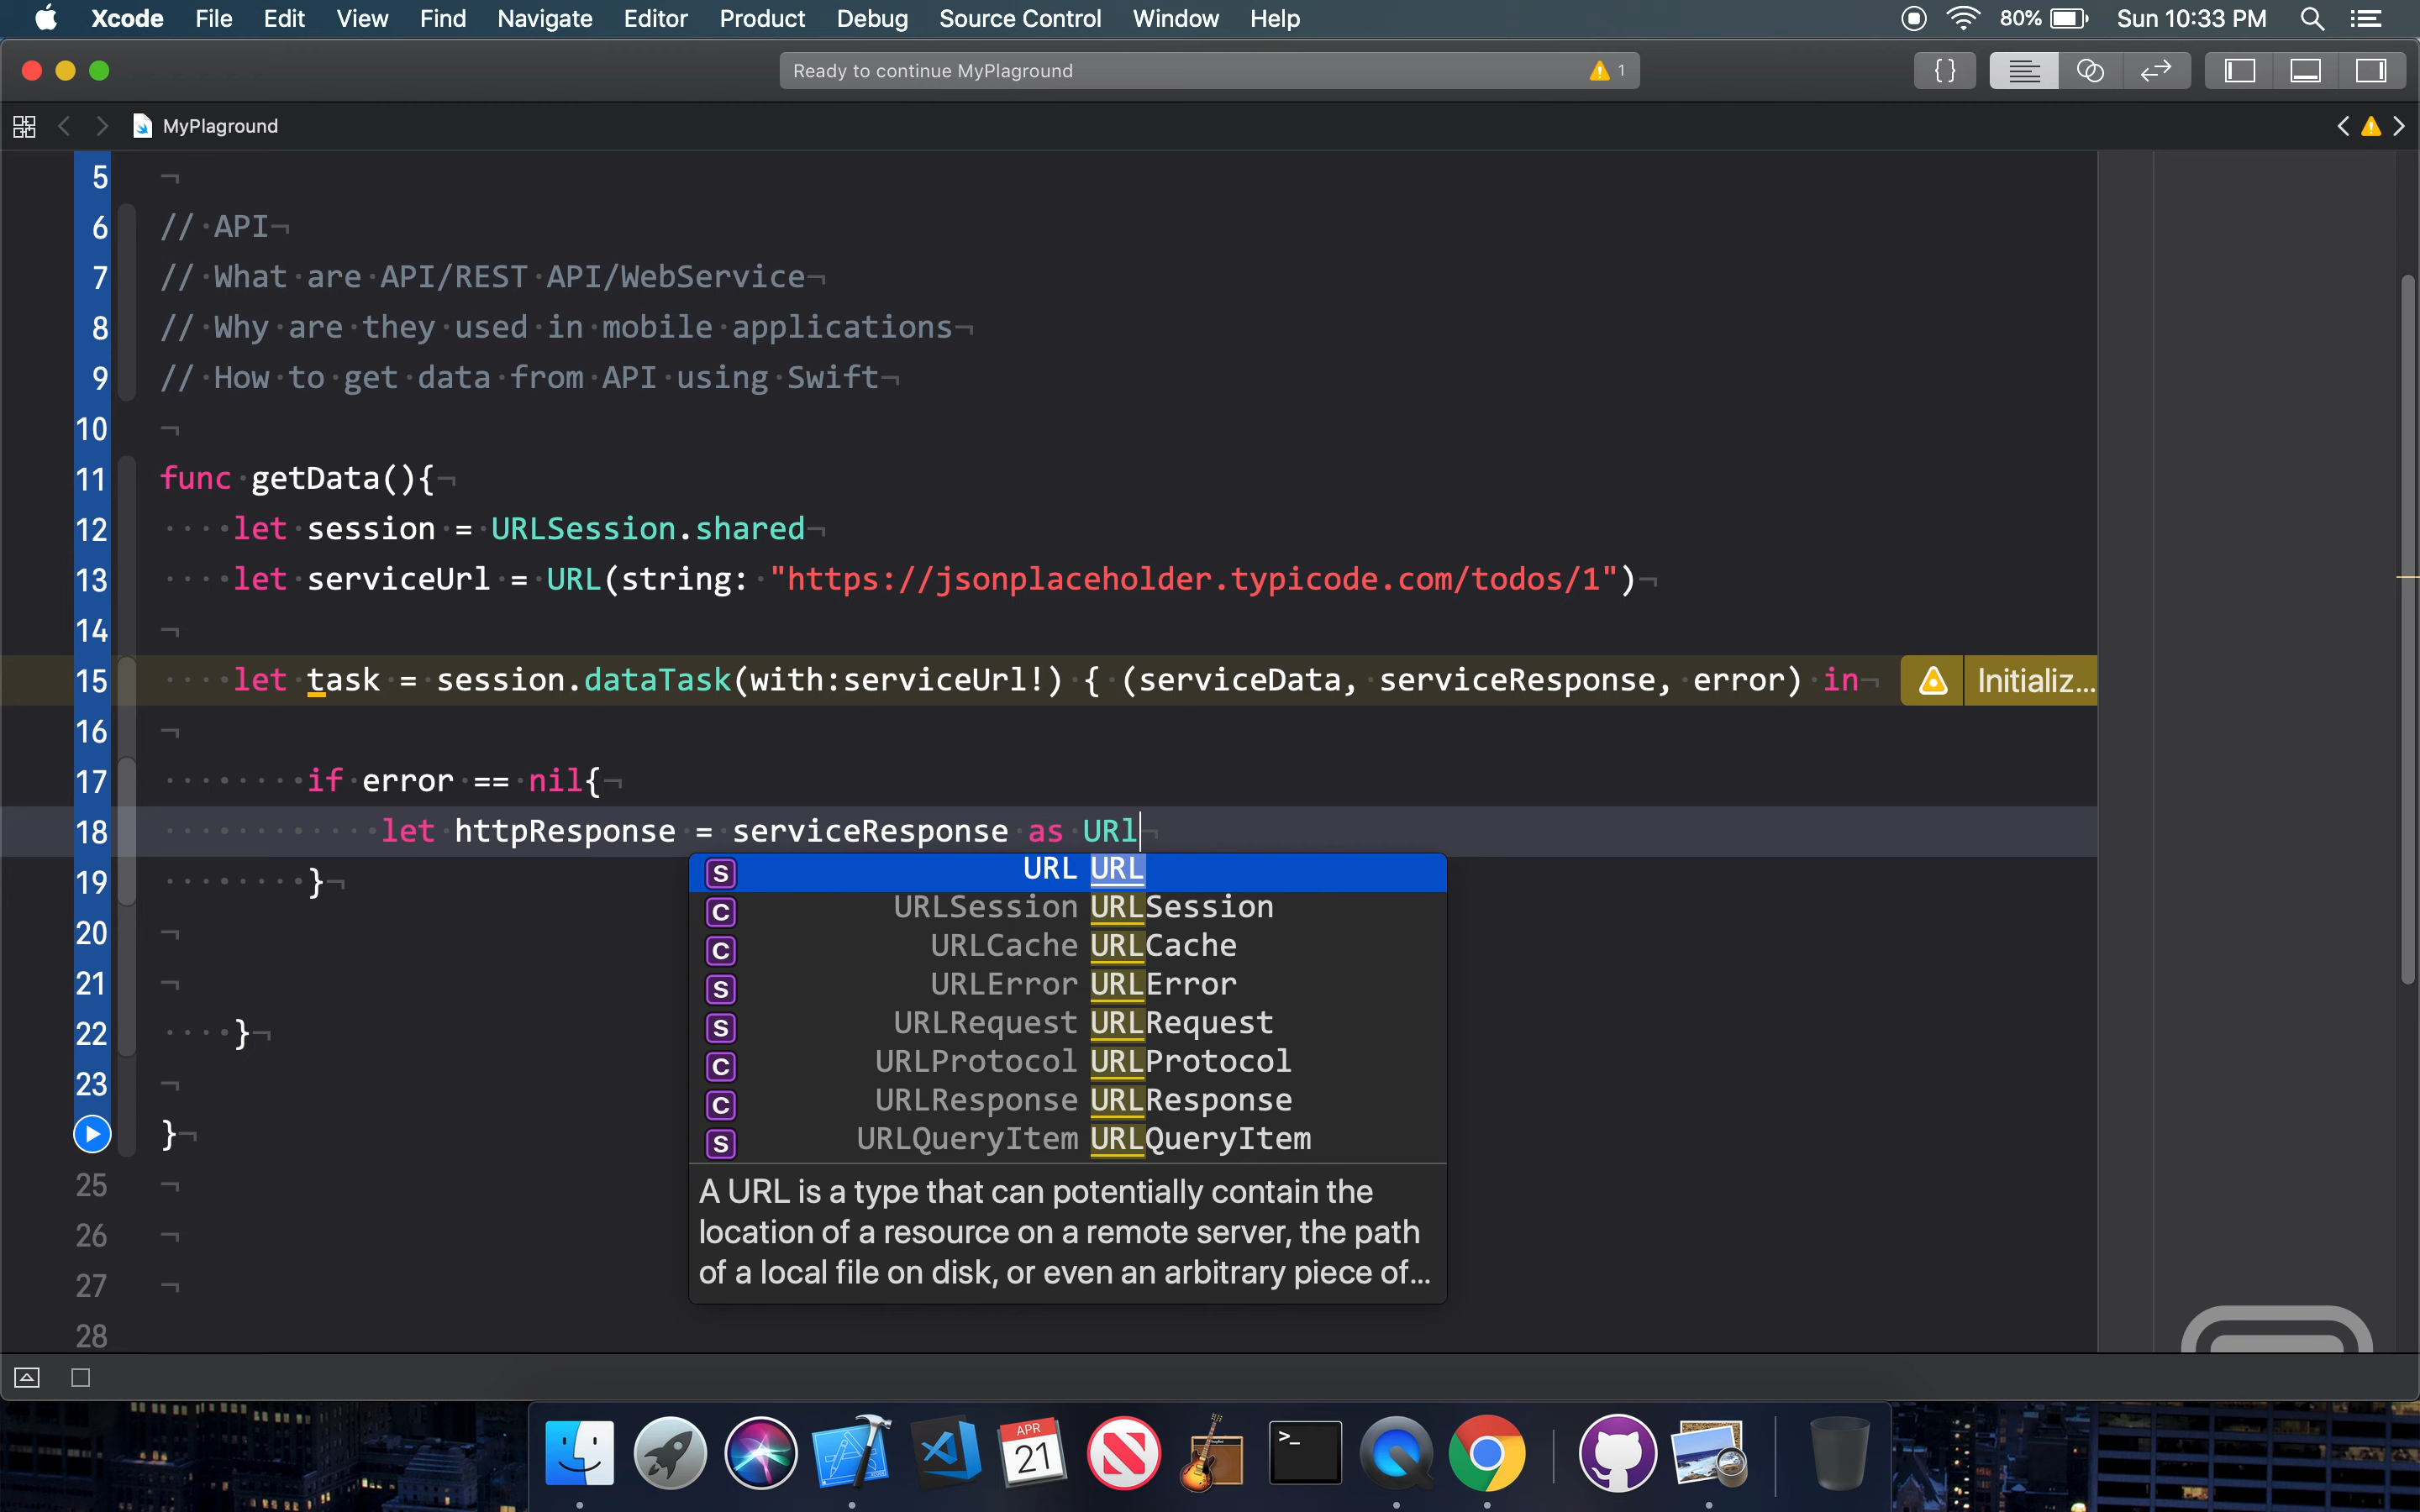 Xcode File Edit View Find Navigate Editor Product Debug Source Control Window Help 80% Sun 10:33 PM
Ready to continue MyPlaground 1 {}
MyPlaground
5
6 // API
7 // What are API/REST API/WebService
8 // Why are they used in mobile applications
9 // How to get data from API using Swift
10
11 func getData(){
12 let session = URLSession.shared
13 let serviceUrl = URL(string: "https://jsonplaceholder.typicode.com/todos/1")
14
15 let task = session.dataTask(with:serviceUrl!) { (serviceData, serviceResponse, error) in Initializ...
16
17 if error == nil{
18 let httpResponse = serviceResponse as URl
S URL URL
19 }
C URLSession URLSession
20
C URLCache URLCache
21
S URLError URLError
22 }
S URLRequest URLRequest
C URLProtocol URLProtocol
23
C URLResponse URLResponse
}
S URLQueryItem URLQueryItem
25
A URL is a type that can potentially contain the
26
location of a resource on a remote server, the path
27
of a local file on disk, or even an arbitrary piece of...
28
APR
21
>_